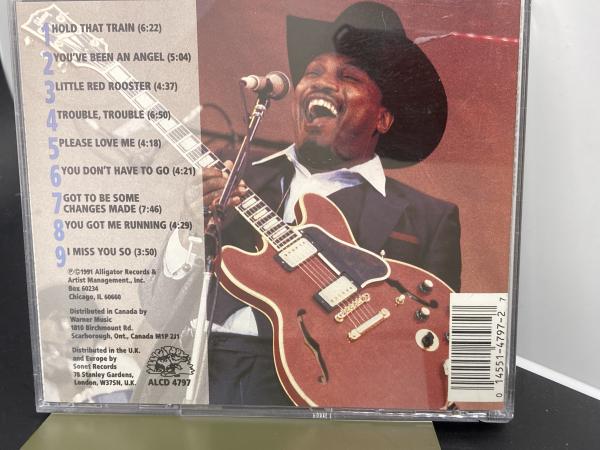 1 HOLD THAT TRAIN (6:22)
2 YOU'VE BEEN AN ANGEL (5:04)
3 LITTLE RED ROOSTER (4:37)
4 TROUBLE, TROUBLE (6:50)
5 PLEASE LOVE ME (4:18)
6 YOU DON'T HAVE TO GO (4:21)
7 GOT TO BE SOME
CHANGES MADE (7:46)
8 YOU GOT ME RUNNING (4:29)
9 I MISS YOU SO (3:50)
℗©1991 Alligator Records &
Artist Management., Inc.
Box 60234
Chicago, IL 60660
Distributed in Canada by
Warner Music
1810 Birchmount Rd.
Scarborough, Ont., Canada M1P 2J1
Distributed in the U.K.
and Europe by
Sonet Records
78 Stanley Gardens,
London, W37SN, U.K.
ALCD 4797
0 14551-4797-2 7